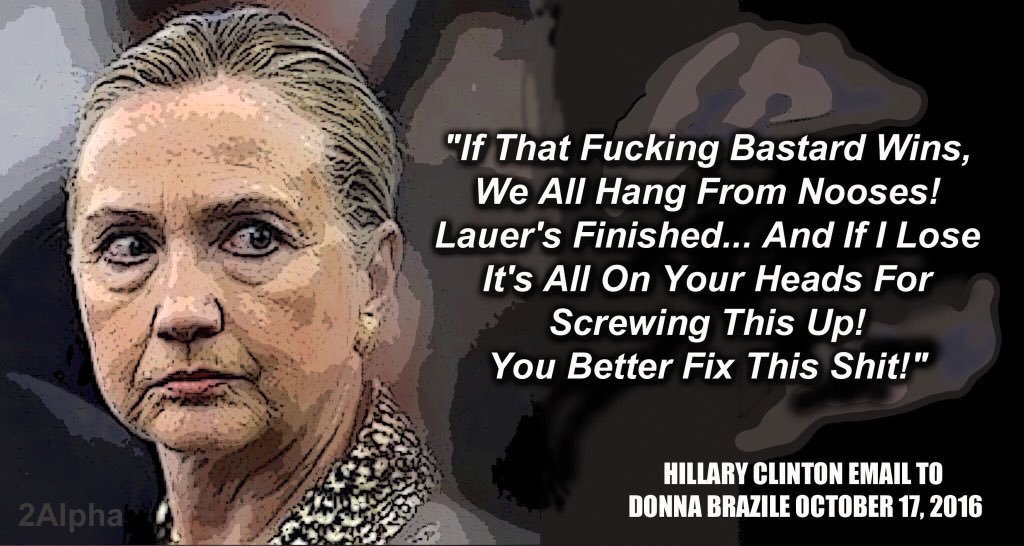 "If That Fucking Bastard Wins,
We All Hang From Nooses!
Lauer's Finished... And If I Lose
It's All On Your Heads For
Screwing This Up!
You Better Fix This Shit!"
HILLARY CLINTON EMAIL TO
DONNA BRAZILE OCTOBER 17, 2016
2Alpha